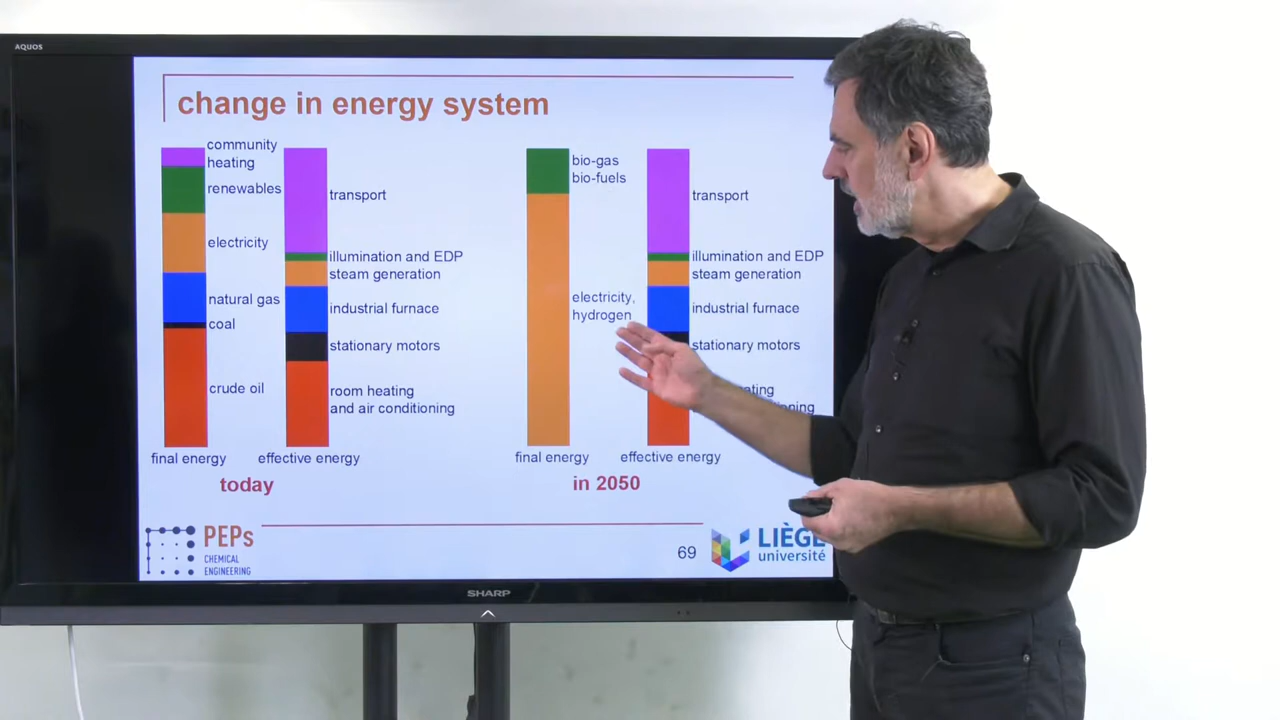 AQUOS
change in energy system
community
heating
renewables
electricity
natural gas
coal
crude oil
final energy
transport
illumination and EDP
steam generation
industrial furnace
stationary motors
room heating
and air conditioning
effective energy
today
bio-gas
bio-fuels
electricity,
hydrogen
final energy
transport
illumination and EDP
steam generation
industrial furnace
stationary motors
effective energy
in 2050
PEPs
CHEMICAL
ENGINEERING
69
LIÈGE
université
SHARP